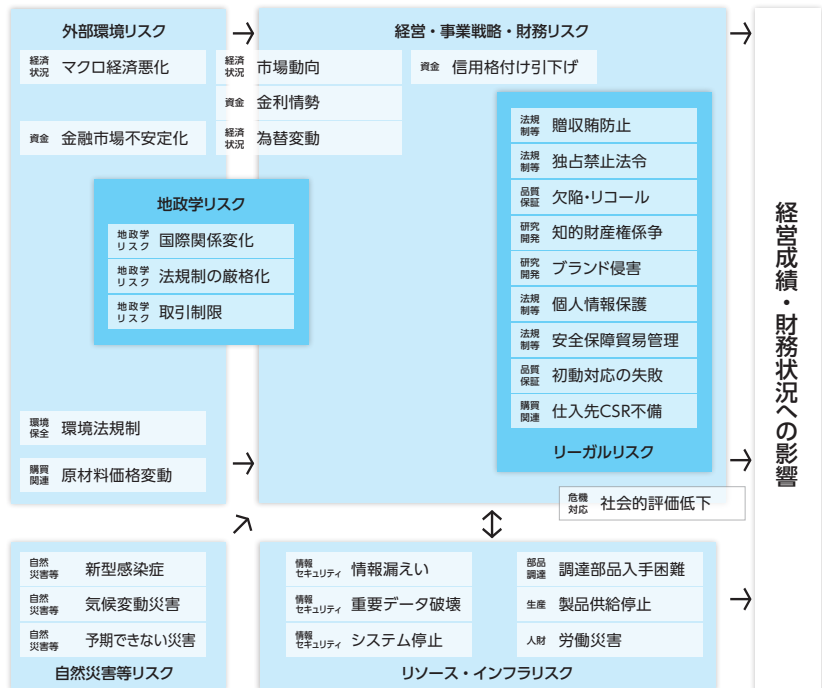 外部環境リスク
経済状況 マクロ経済悪化
資金 金融市場不安定化
経営・事業戦略・財務リスク
経済状況 市場動向
資金 金利情勢
経済状況 為替変動
資金 信用格付け引下げ
地政学リスク
地政学リスク 国際関係変化
地政学リスク 法規制の厳格化
地政学リスク 取引制限
環境保全 環境法規制
購買関連 原材料価格変動
法規制等 贈収賄防止
法規制等 独占禁止法令
品質保証 欠陥・リコール
研究開発 知的財産権係争
研究開発 ブランド侵害
法規制等 個人情報保護
法規制等 安全保障貿易管理
品質保証 初動対応の失敗
購買関連 仕入先CSR不備
リーガルリスク
危機対応 社会的評価低下
自然災害等 新型感染症
自然災害等 気候変動災害
自然災害等 予期できない災害
自然災害等リスク
情報セキュリティ 情報漏えい
情報セキュリティ 重要データ破壊
情報セキュリティ システム停止
部品調達 調達部品入手困難
生産 製品供給停止
人財 労働災害
リソース・インフラリスク
経営成績・財務状況への影響